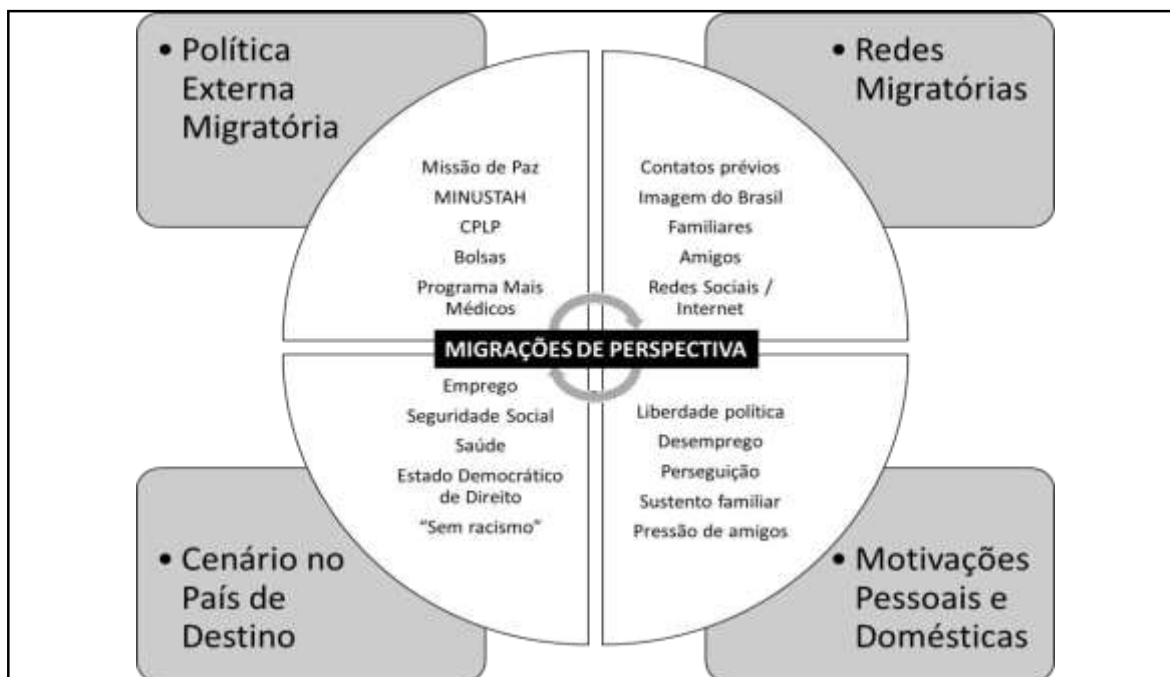 • Política
Externa
Migratória
• Redes
Migratórias
Missão de Paz
MINUSTAH
CPLP
Bolsas
Programa Mais
Médicos
Contatos prévios
Imagem do Brasil
Familiares
Amigos
Redes Sociais /
Internet
MIGRAÇÕES DE PERSPECTIVA
Emprego
Seguridade Social
Saúde
Estado Democrático
de Direito
“Sem racismo”
Liberdade política
Desemprego
Perseguição
Sustento familiar
Pressão de amigos
• Cenário no
País de
Destino
• Motivações
Pessoais e
Domésticas